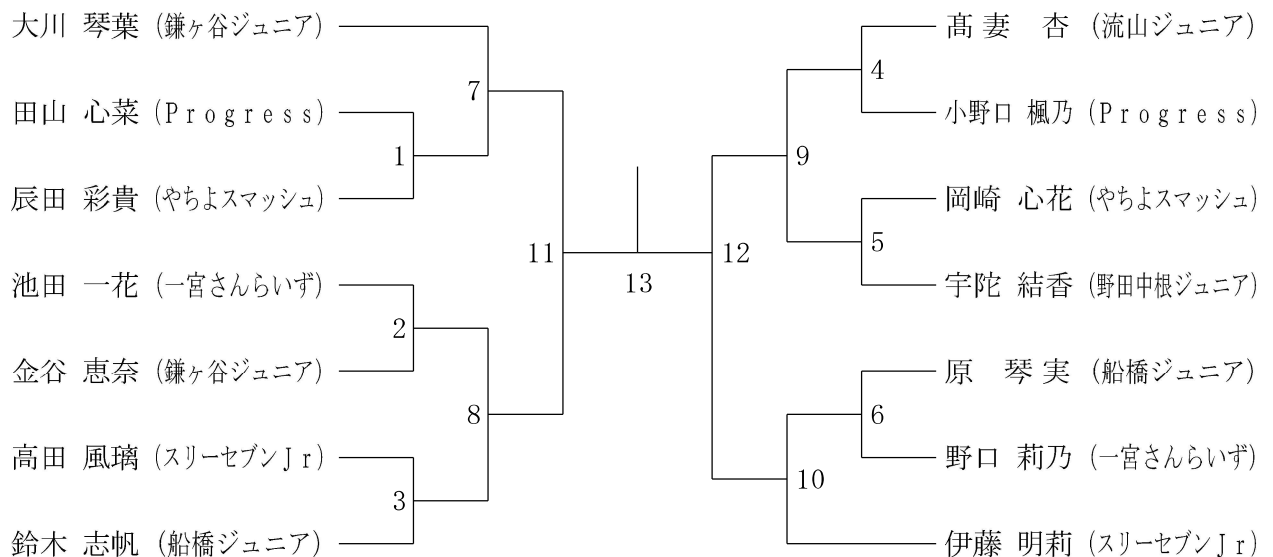 大川 琴葉 (鎌ヶ谷ジュニア)
田山 心菜 (Progress)
辰田 彩貴 (やちよスマッシュ)
池田 一花 (一宮さんらいず)
金谷 恵奈 (鎌ヶ谷ジュニア)
高田 風璃 (スリーセブンJr)
鈴木 志帆 (船橋ジュニア)
7
1
2
8
3
11
13
12
髙妻 杏 (流山ジュニア)
4
小野口 楓乃 (Progress)
9
岡崎 心花 (やちよスマッシュ)
5
宇陀 結香 (野田中根ジュニア)
原 琴実 (船橋ジュニア)
6
野口 莉乃 (一宮さんらいず)
10
伊藤 明莉 (スリーセブンJr)